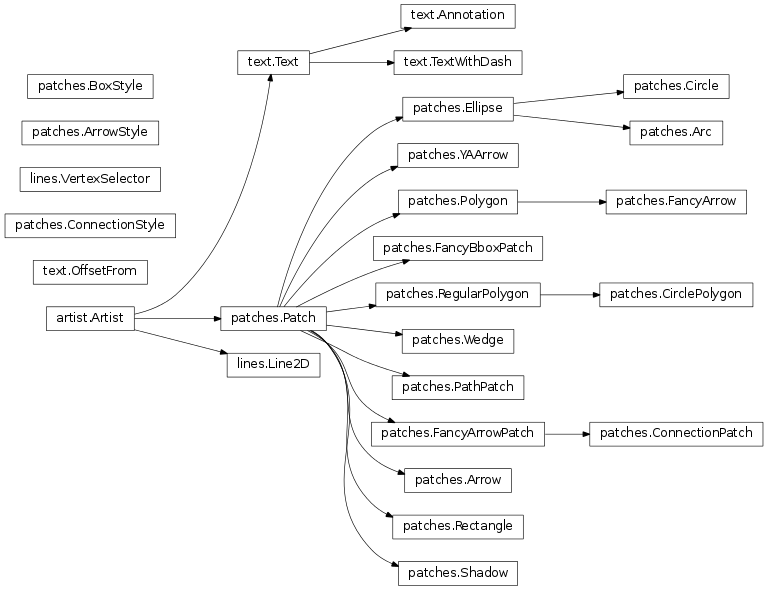 text.Annotation
text.Text
text.TextWithDash
patches.BoxStyle
patches.Circle
patches.Ellipse
patches.ArrowStyle
patches.Arc
patches.YAArrow
lines.VertexSelector
patches.Polygon
patches.FancyArrow
patches.ConnectionStyle
patches.FancyBboxPatch
text.OffsetFrom
patches.RegularPolygon
patches.CirclePolygon
artist.Artist
patches.Patch
patches.Wedge
lines.Line2D
patches.PathPatch
patches.FancyArrowPatch
patches.ConnectionPatch
patches.Arrow
patches.Rectangle
patches.Shadow